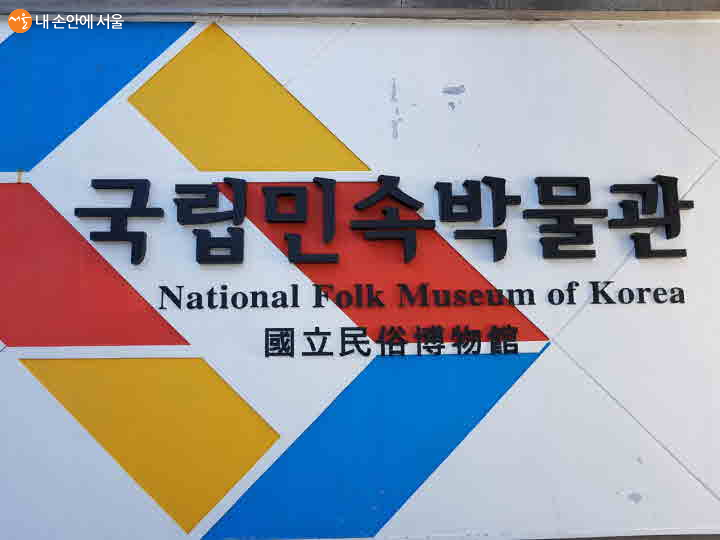 내 손안에 서울
국립민속박물관
National Folk Museum of Korea
國立民俗博物館